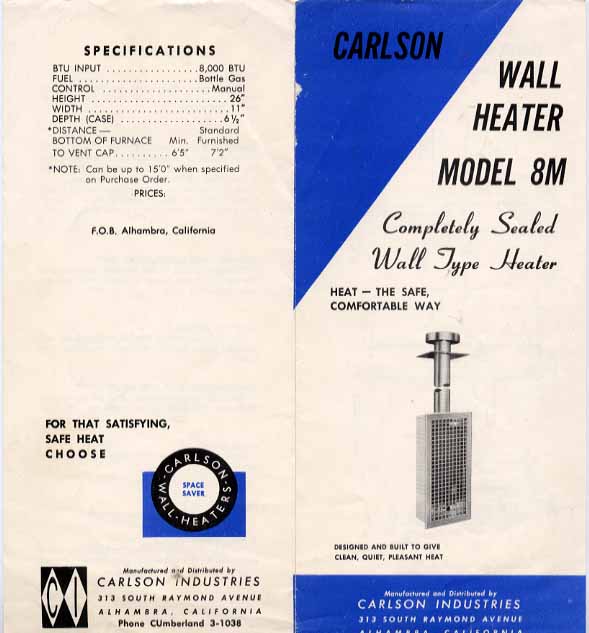 SPECIFICATIONS
BTU INPUT ................ 8,000 BTU
FUEL ..................... Bottle Gas
CONTROL ................... Manual
HEIGHT ........................ 26"
WIDTH ........................ 11"
DEPTH (CASE) .................. 6½"
*DISTANCE — Standard
BOTTOM OF FURNACE Min. Furnished
TO VENT CAP.......... 6'5" 7'2"
*NOTE: Can be up to 15'0" when specified
on Purchase Order.
PRICES:
F.O.B. Alhambra, California
FOR THAT SATISFYING,
SAFE HEAT
CHOOSE
CARLSON
WALL-HEATERS
SPACE
SAVER
CI
Manufactured and Distributed by
CARLSON INDUSTRIES
313 SOUTH RAYMOND AVENUE
ALHAMBRA, CALIFORNIA
Phone CUmberland 3-1038
CARLSON
WALL
HEATER
MODEL 8M
Completely Sealed
Wall Type Heater
HEAT — THE SAFE,
COMFORTABLE WAY
DESIGNED AND BUILT TO GIVE
CLEAN, QUIET, PLEASANT HEAT
Manufactured and Distributed by
CARLSON INDUSTRIES
313 SOUTH RAYMOND AVENUE
ALHAMBRA, CALIFORNIA